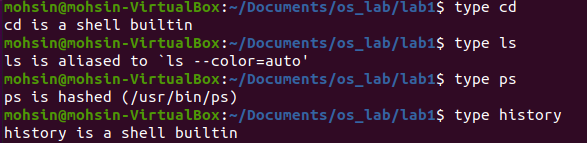 mohsin@mohsin-VirtualBox:~/Documents/os_lab/lab1$ type cd
cd is a shell builtin
mohsin@mohsin-VirtualBox:~/Documents/os_lab/lab1$ type ls
ls is aliased to `ls --color=auto'
mohsin@mohsin-VirtualBox:~/Documents/os_lab/lab1$ type ps
ps is hashed (/usr/bin/ps)
mohsin@mohsin-VirtualBox:~/Documents/os_lab/lab1$ type history
history is a shell builtin